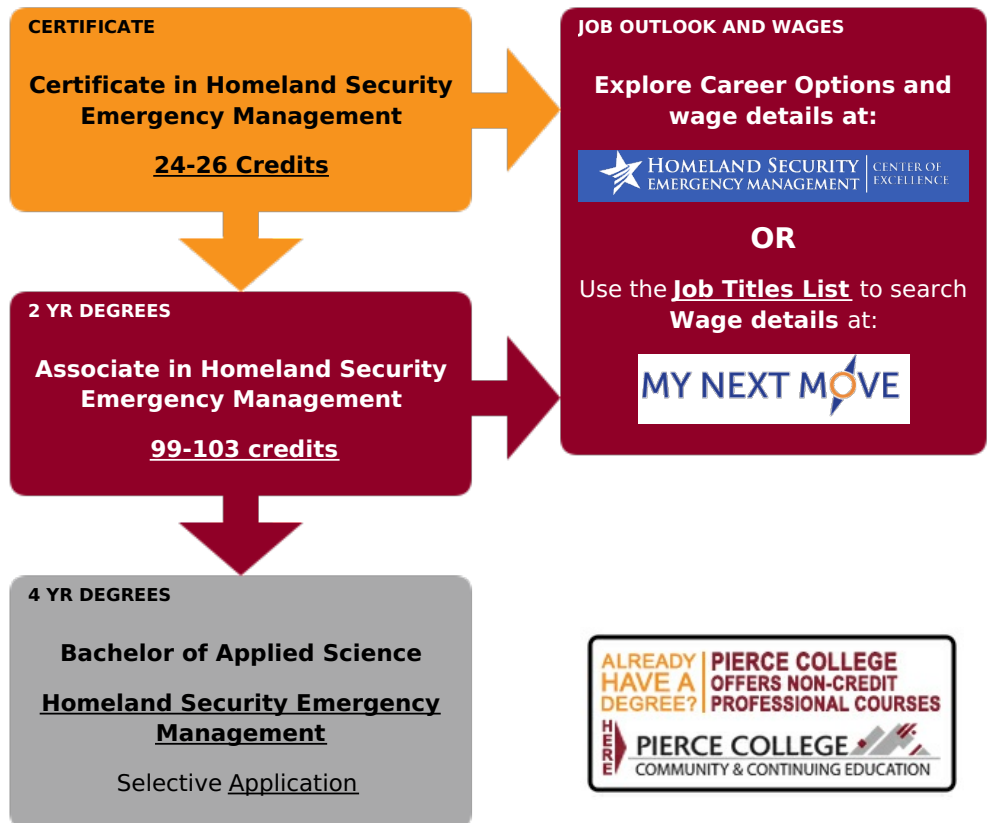 CERTIFICATE
Certificate in Homeland Security
Emergency Management
24-26 Credits
JOB OUTLOOK AND WAGES
Explore Career Options and
wage details at:
HOMELAND SECURITY
EMERGENCY MANAGEMENT
CENTER OF
EXCELLENCE
OR
Use the Job Titles List to search
Wage details at:
MY NEXT MOVE
2 YR DEGREES
Associate in Homeland Security
Emergency Management
99-103 credits
4 YR DEGREES
Bachelor of Applied Science
Homeland Security Emergency
Management
Selective Application
ALREADY
HAVE A
DEGREE?
PIERCE COLLEGE
OFFERS NON-CREDIT
PROFESSIONAL COURSES
HERE
PIERCE COLLEGE
COMMUNITY & CONTINUING EDUCATION